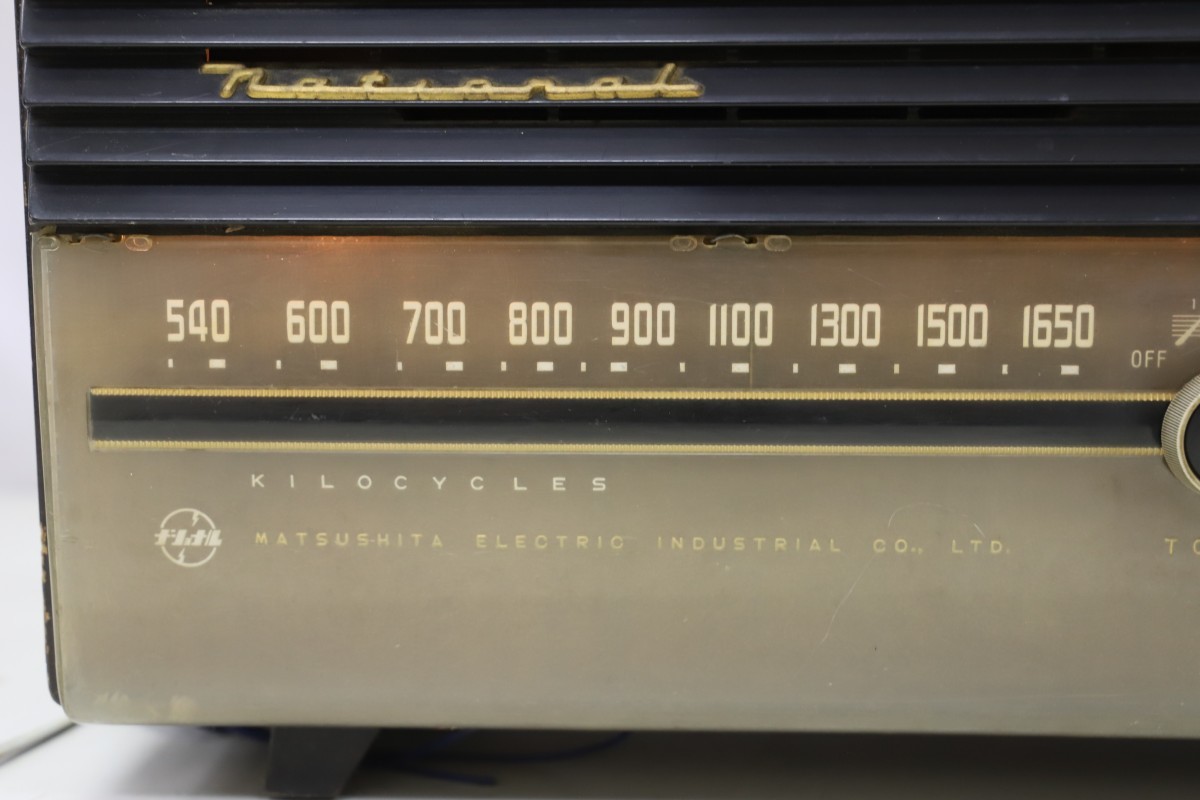 National
540 600 700 800 900 1100 1300 1500 1650
OFF
KILOCYCLES
ナショナル MATSUSHITA ELECTRIC INDUSTRIAL CO., LTD.